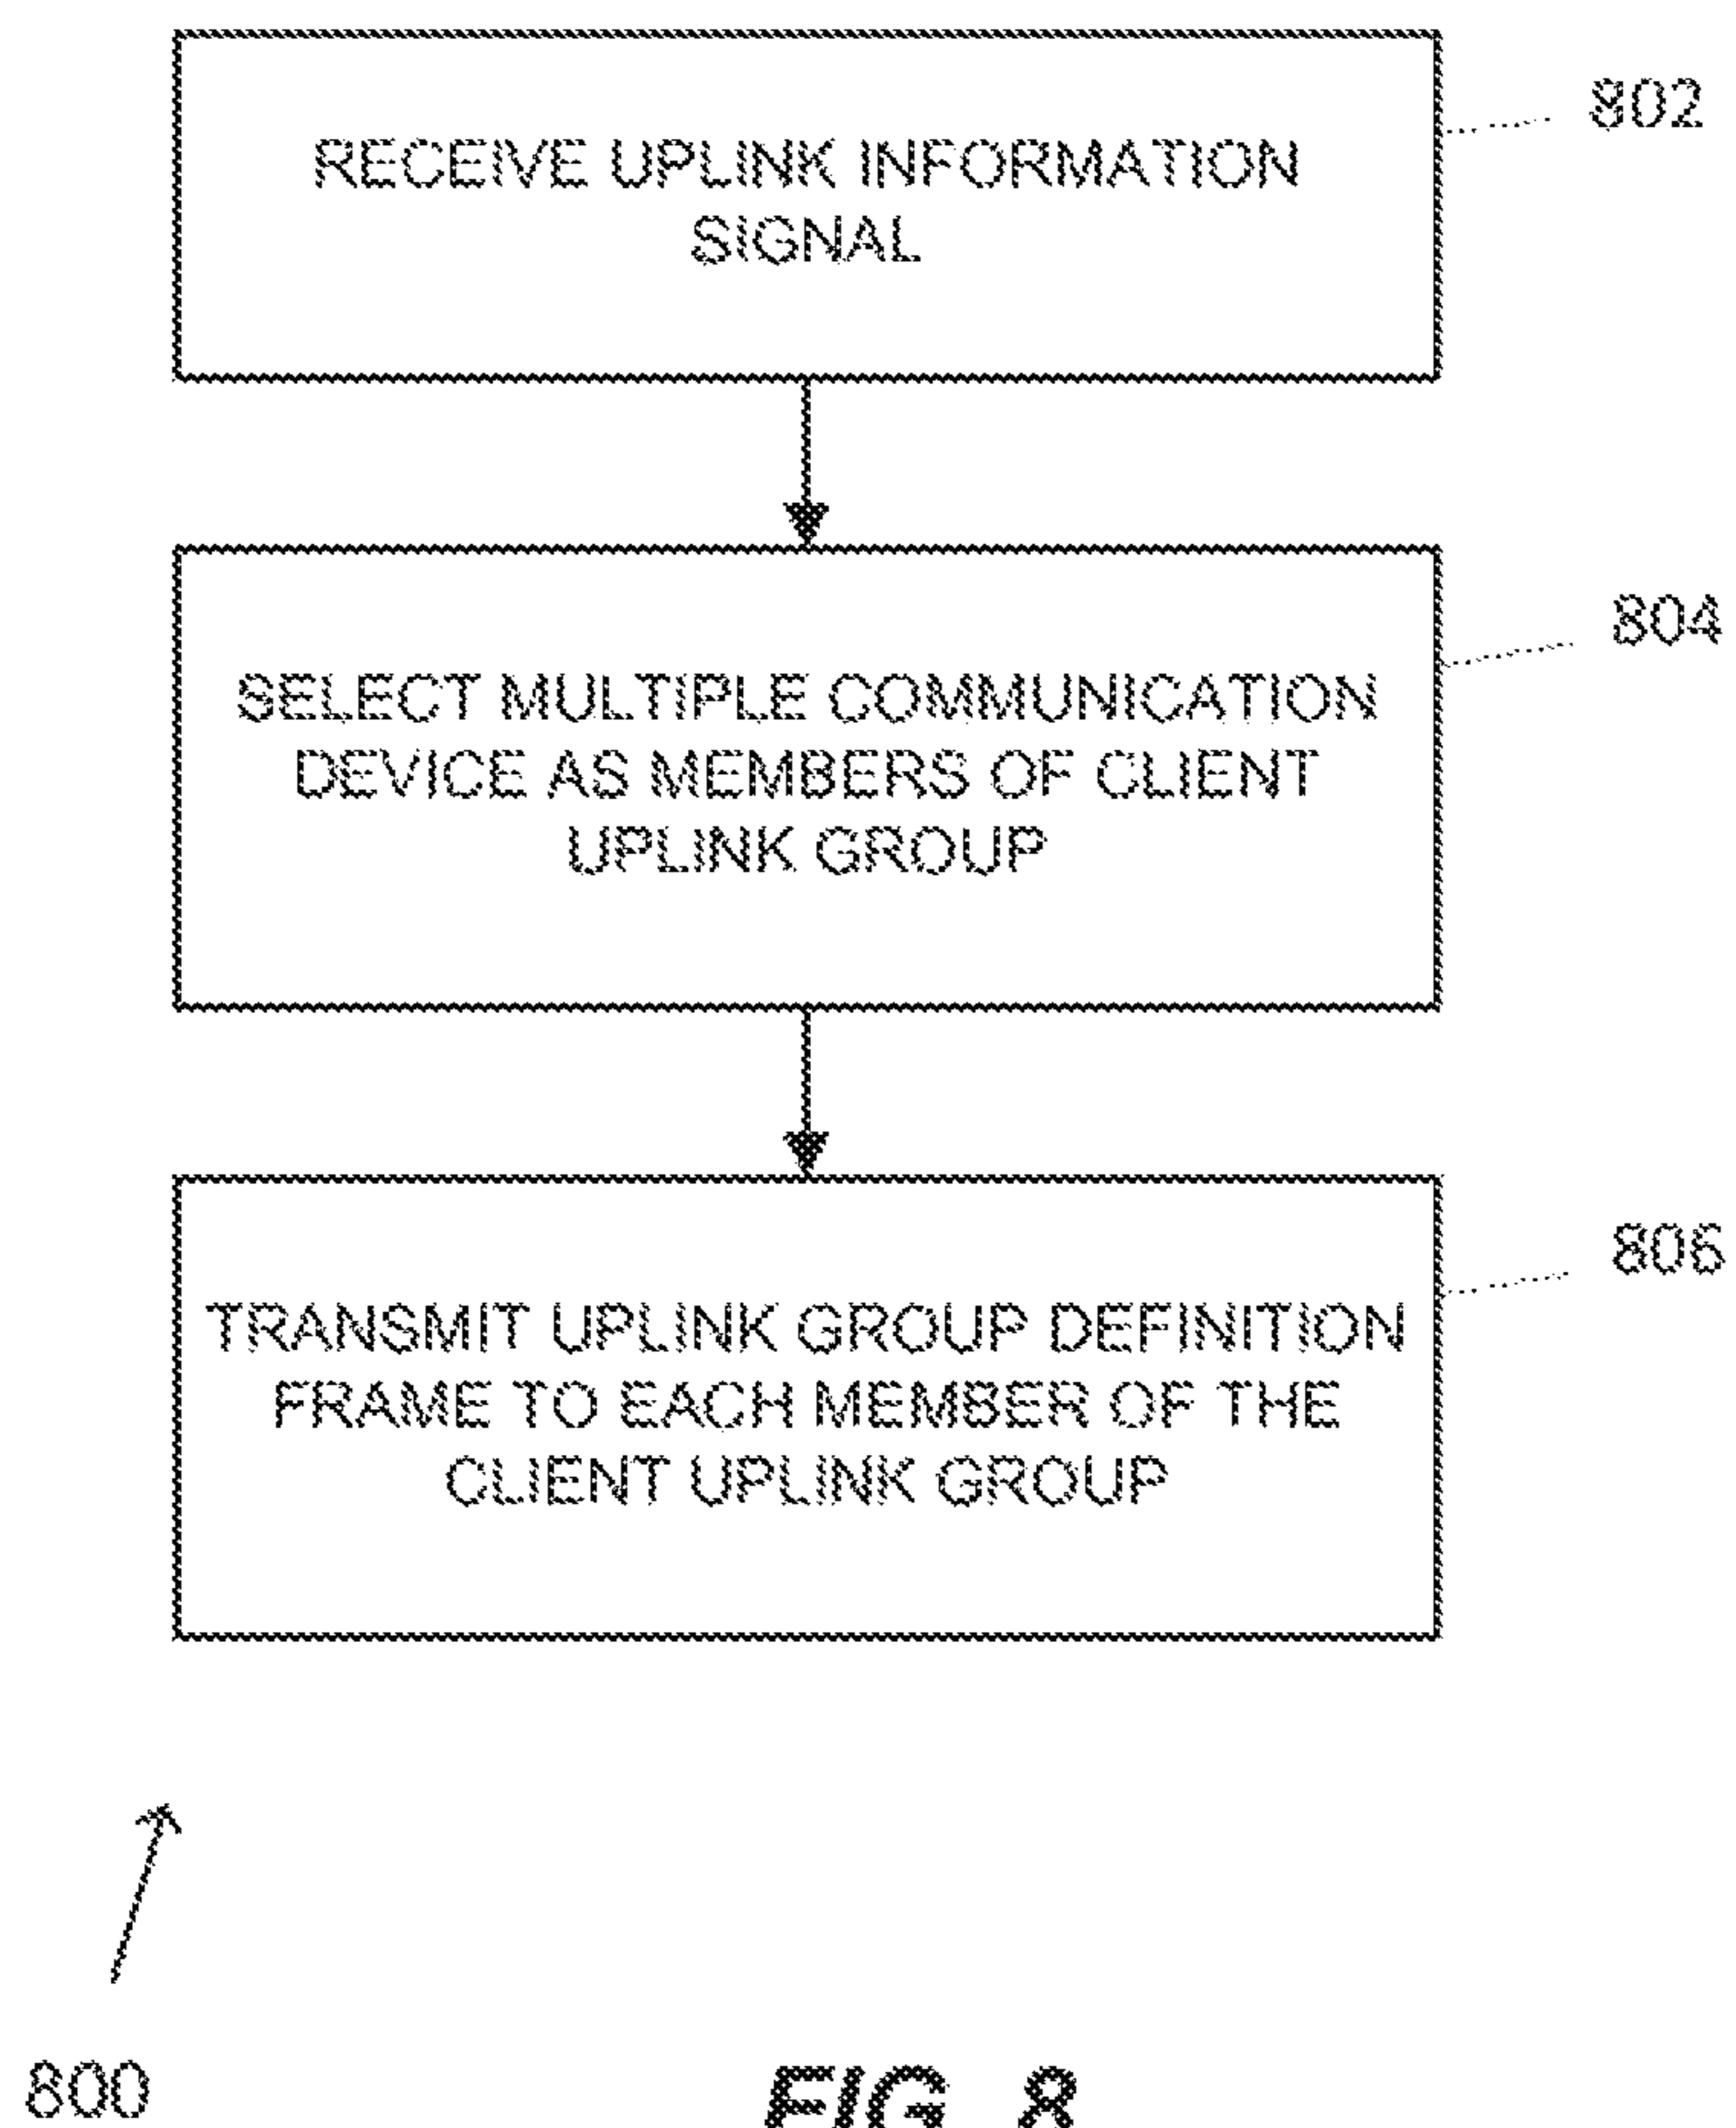 RECEIVE UPLINK INFORMATION
SIGNAL
802
SELECT MULTIPLE COMMUNICATION
DEVICE AS MEMBERS OF CLIENT
UPLINK GROUP
804
TRANSMIT UPLINK GROUP DEFINITION
FRAME TO EACH MEMBER OF THE
CLIENT UPLINK GROUP
806
800
FIG. 8